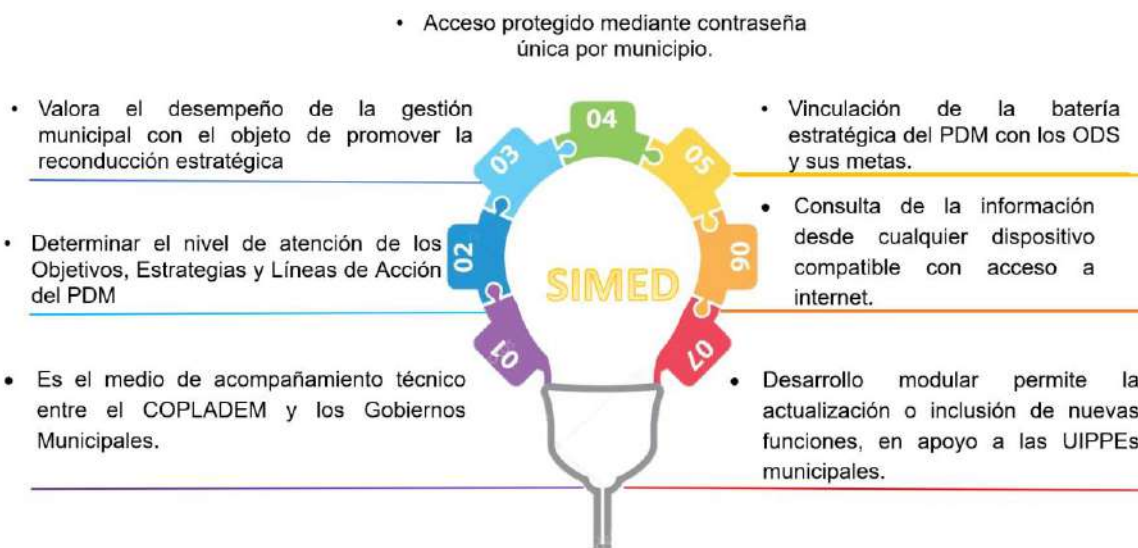 • Acceso protegido mediante contraseña
única por municipio.
• Valora el desempeño de la gestión
municipal con el objeto de promover la
reconducción estratégica
• Determinar el nivel de atención de los
Objetivos, Estrategias y Líneas de Acción
del PDM
• Es el medio de acompañamiento técnico
entre el COPLADEM y los Gobiernos
Municipales.
01
02
03
04
05
06
07
SIMED
• Vinculación de la batería
estratégica del PDM con los ODS
y sus metas.
• Consulta de la información
desde cualquier dispositivo
compatible con acceso a
internet.
• Desarrollo modular permite la
actualización o inclusión de nuevas
funciones, en apoyo a las UIPPEs
municipales.